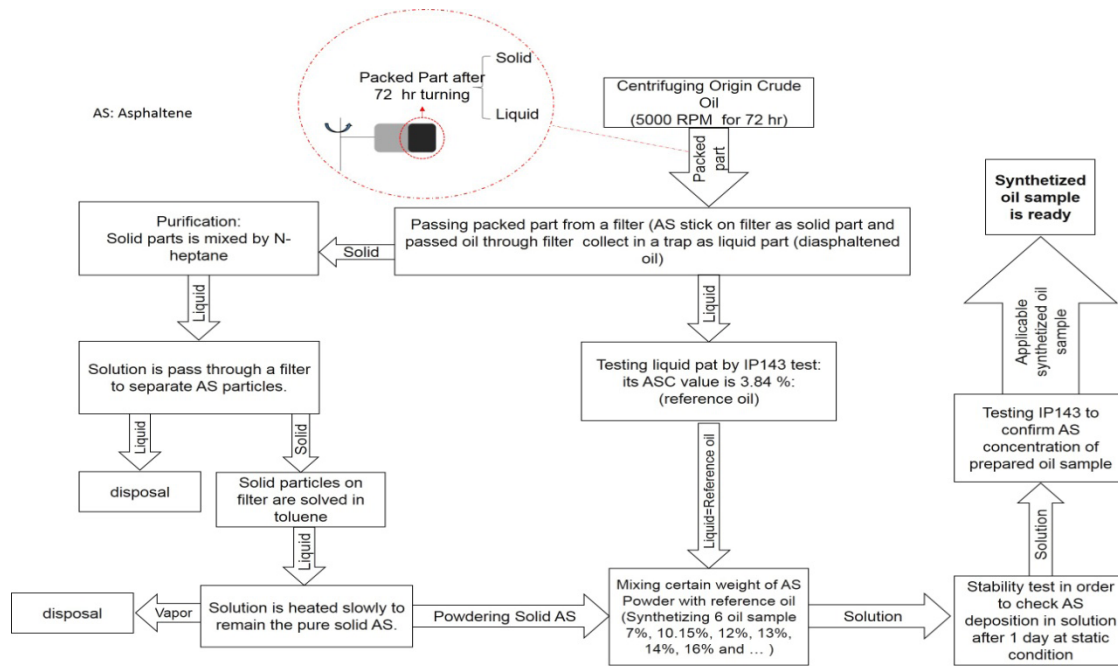 AS: Asphaltene
Packed Part after
72 hr turning
Solid
Liquid
Centrifuging Origin Crude
Oil
(5000 RPM for 72 hr)
Packed
part
Passing packed part from a filter (AS stick on filter as solid part and
passed oil through filter collect in a trap as liquid part (diasphaltened
oil)
Solid
Purification:
Solid parts is mixed by N-
heptane
Liquid
Solution is pass through a filter
to separate AS particles.
Liquid
disposal
Solid
Solid particles on
filter are solved in
toluene
Liquid
Solution is heated slowly to
remain the pure solid AS.
Vapor
disposal
Powdering Solid AS
Liquid
Testing liquid pat by IP143 test:
its ASC value is 3.84 %:
(reference oil)
Liquid=Reference oil
Mixing certain weight of AS
Powder with reference oil
(Synthetizing 6 oil sample
7%, 10.15%, 12%, 13%,
14%, 16% and ... )
Solution
Stability test in order to
check AS
deposition in solution
after 1 day at static
condition
Solution
Testing IP143 to
confirm AS
concentration of
prepared oil sample
Applicable
synthetized oil
sample
Synthetized
oil sample
is ready